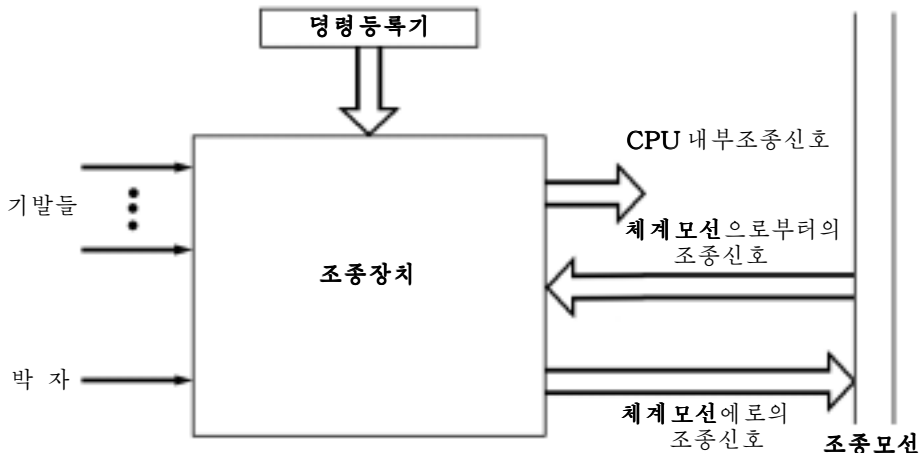 명령등록기
CPU 내부조종신호
기발들
체계모선으로부터의
조종신호
조종장치
박 자
체계모선에로의
조종신호
조종모선